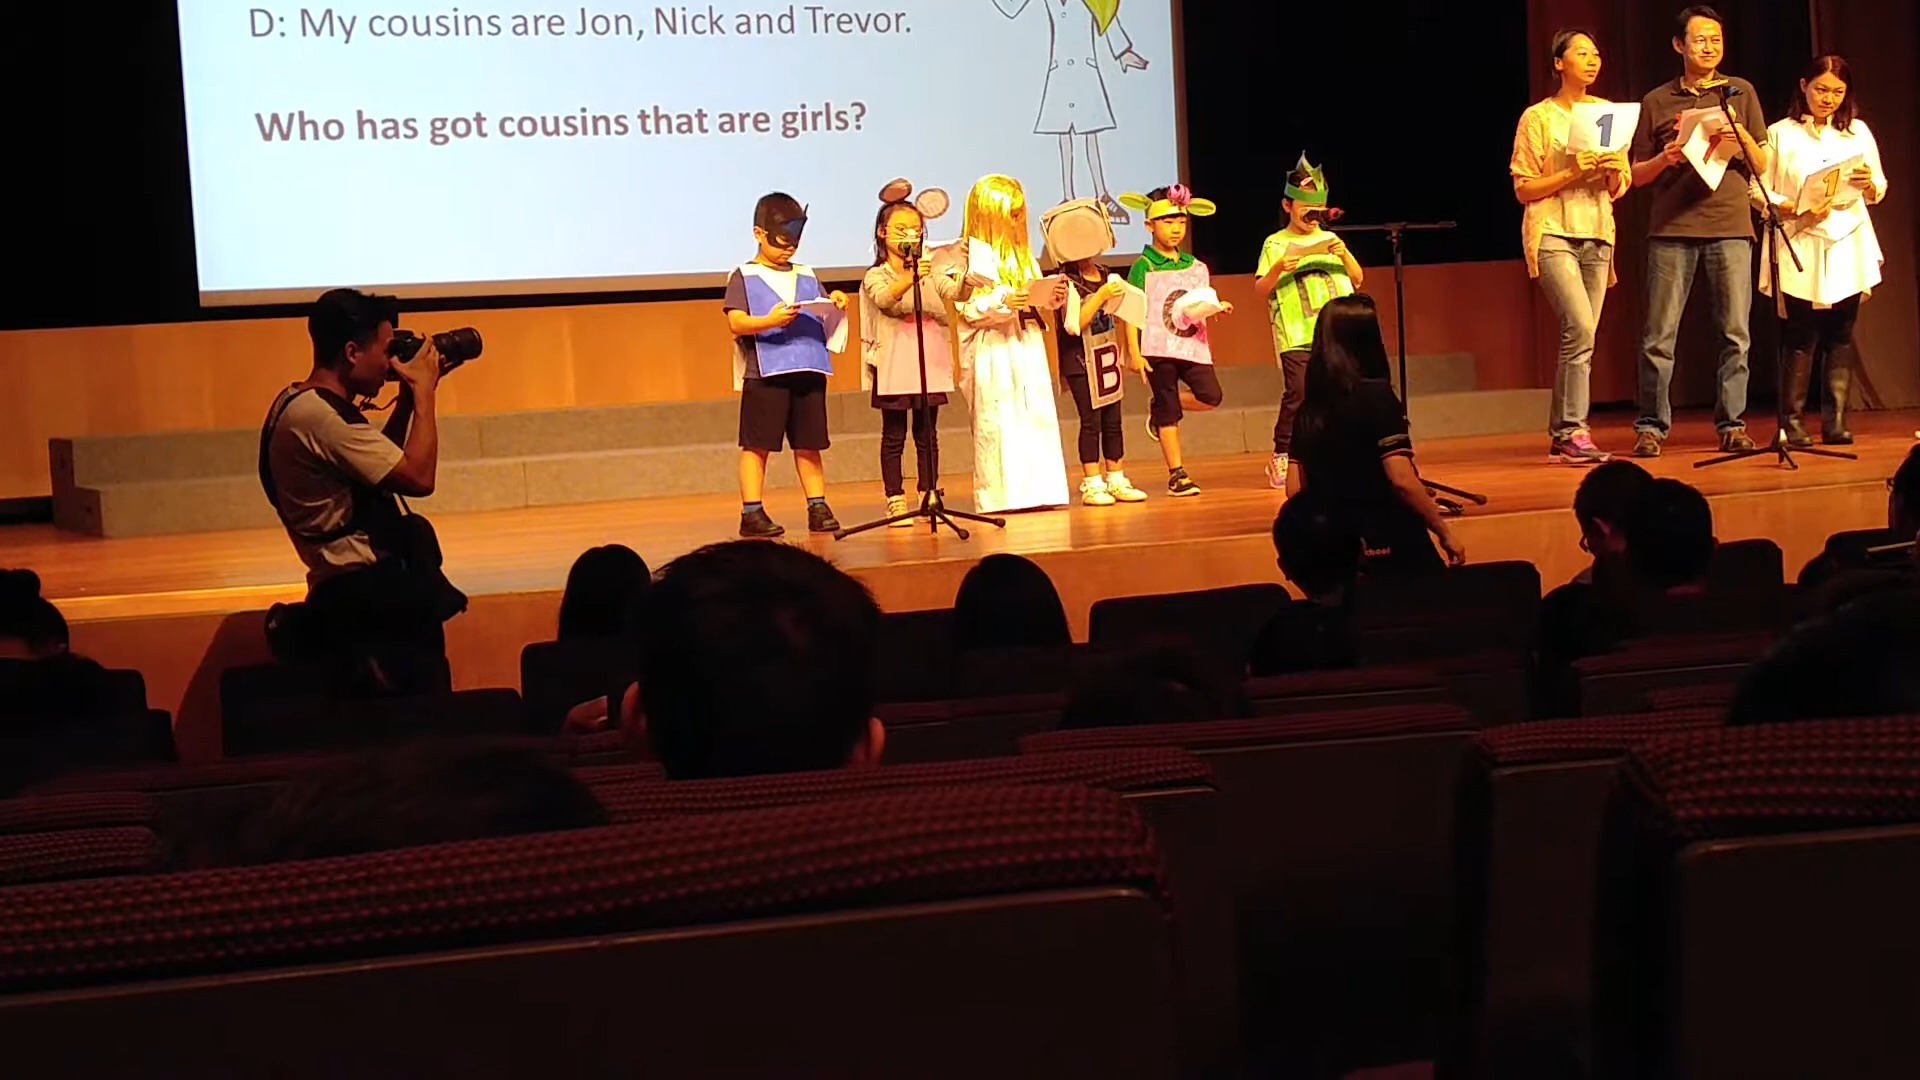 D: My cousins are Jon, Nick and Trevor.
Who has got cousins that are girls?
1
1
A
B
C
D